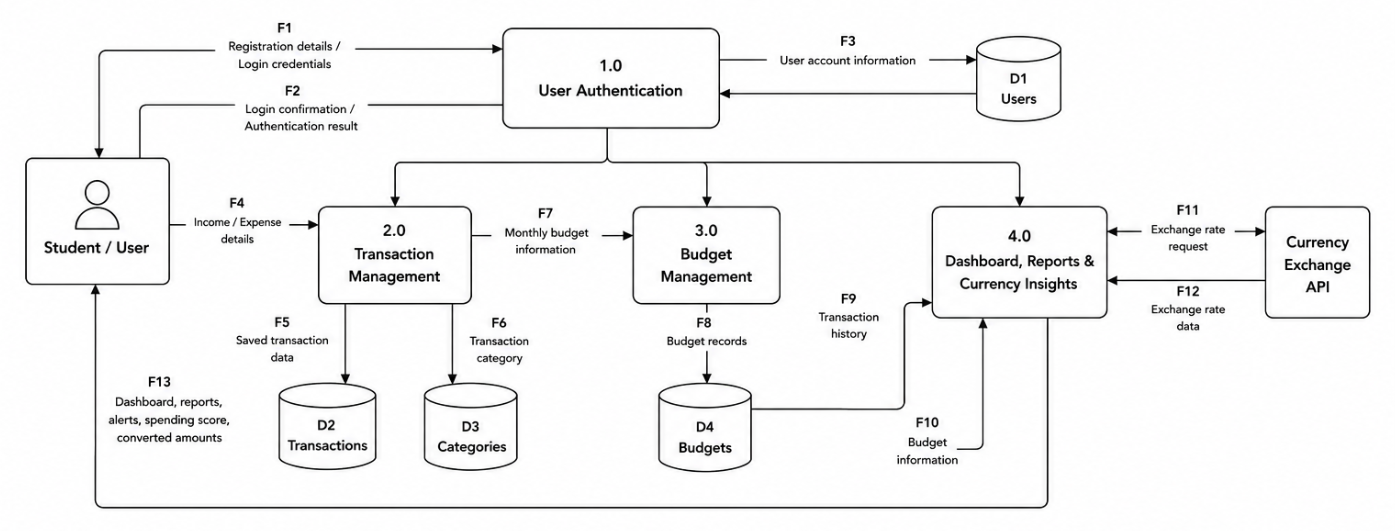 F1
Registration details /
Login credentials
F2
Login confirmation /
Authentication result
1.0
User Authentication
F3
User account information
D1
Users
Student / User
F4
Income / Expense
details
2.0
Transaction
Management
F7
Monthly budget
information
3.0
Budget
Management
4.0
Dashboard, Reports &
Currency Insights
F11
Exchange rate
request
F12
Exchange rate
data
Currency
Exchange
API
F5
Saved transaction
data
F6
Transaction
category
F8
Budget records
F9
Transaction
history
F13
Dashboard, reports,
alerts, spending score,
converted amounts
D2
Transactions
D3
Categories
D4
Budgets
F10
Budget
information